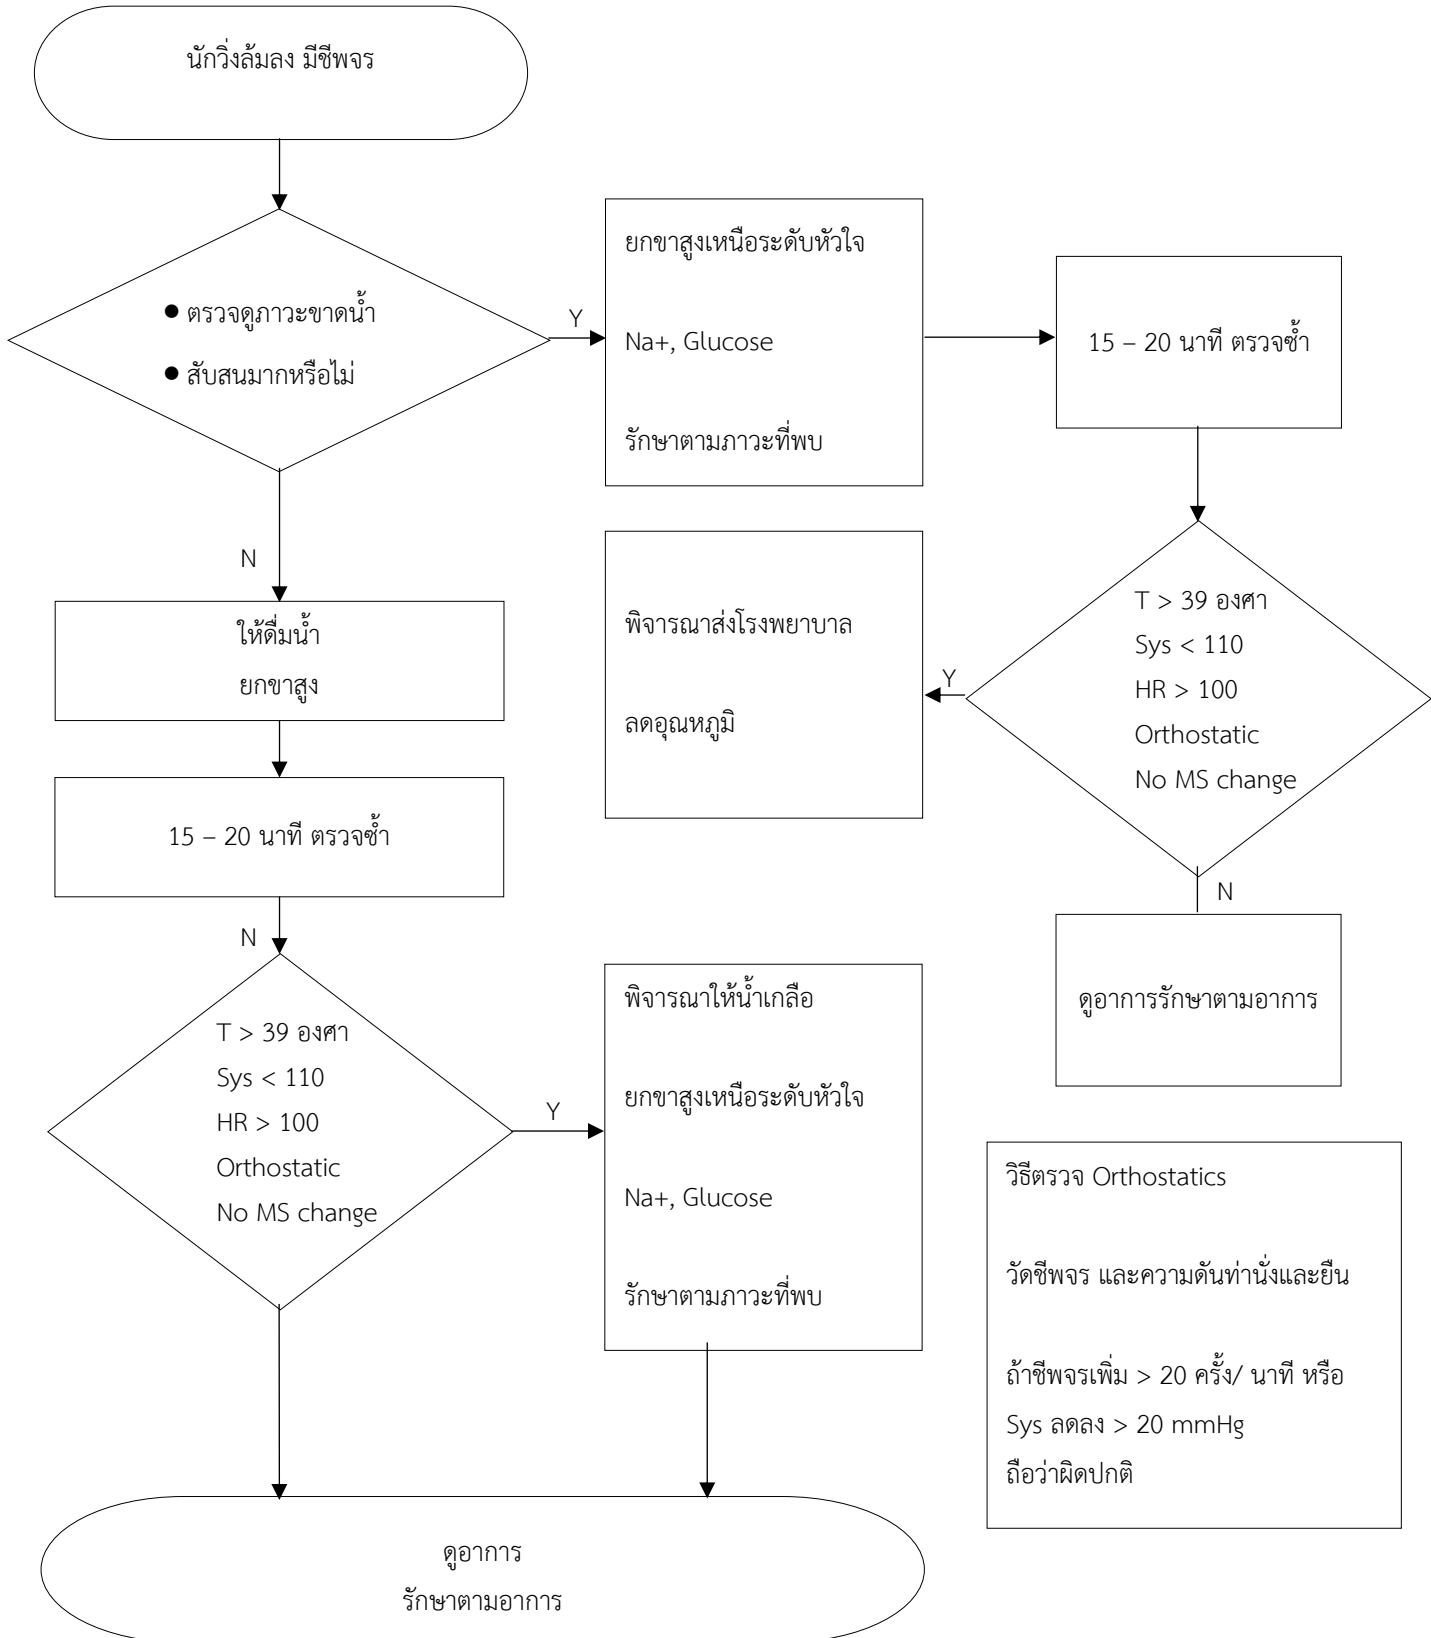 นักวิ่งล้มลง มีชีพจร
● ตรวจดูภาวะขาดน้ำ
● สับสนมากหรือไม่
Y
ยกขาสูงเหนือระดับหัวใจ
Na+, Glucose
รักษาตามภาวะที่พบ
15 – 20 นาที ตรวจซ้ำ
N
ให้ดื่มน้ำ
ยกขาสูง
15 – 20 นาที ตรวจซ้ำ
N
T > 39 องศา
Sys < 110
HR > 100
Orthostatic
No MS change
Y
พิจารณาส่งโรงพยาบาล
ลดอุณหภูมิ
N
ดูอาการรักษาตามอาการ
T > 39 องศา
Sys < 110
HR > 100
Orthostatic
No MS change
Y
พิจารณาให้น้ำเกลือ
ยกขาสูงเหนือระดับหัวใจ
Na+, Glucose
รักษาตามภาวะที่พบ
วิธีตรวจ Orthostatics
วัดชีพจร และความดันท่านั่งและยืน
ถ้าชีพจรเพิ่ม > 20 ครั้ง/ นาที หรือ
Sys ลดลง > 20 mmHg
ถือว่าผิดปกติ
ดูอาการ
รักษาตามอาการ